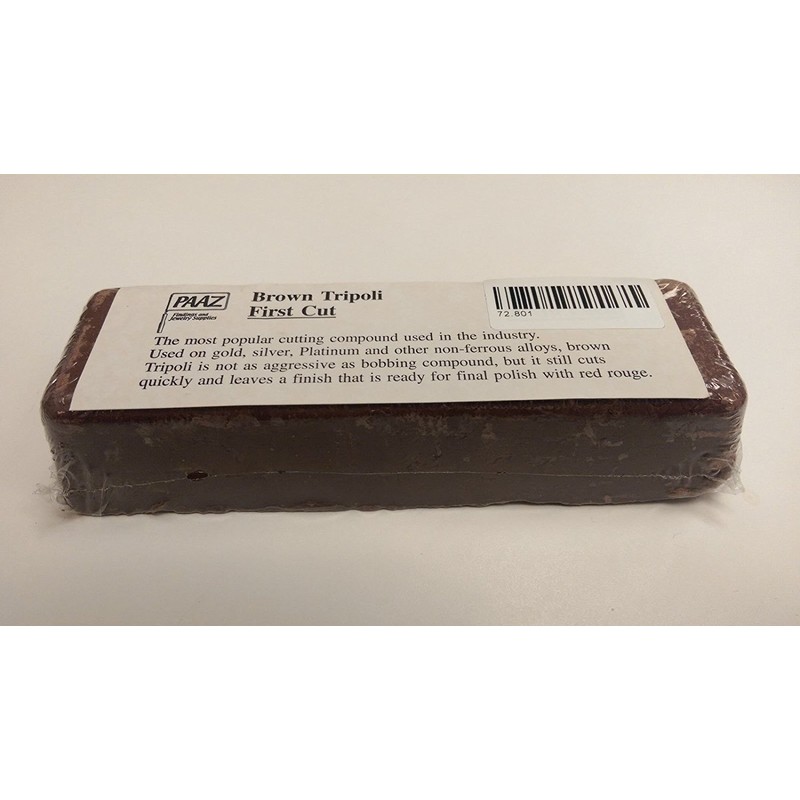 PAAZ
Findings and
Jewelry Supplies
Brown Tripoli
First Cut
72.801
The most popular cutting compound used in the industry.
Used on gold, silver, Platinum and other non-ferrous alloys, brown
Tripoli is not as aggressive as bobbing compound, but it still cuts
quickly and leaves a finish that is ready for final polish with red rouge.